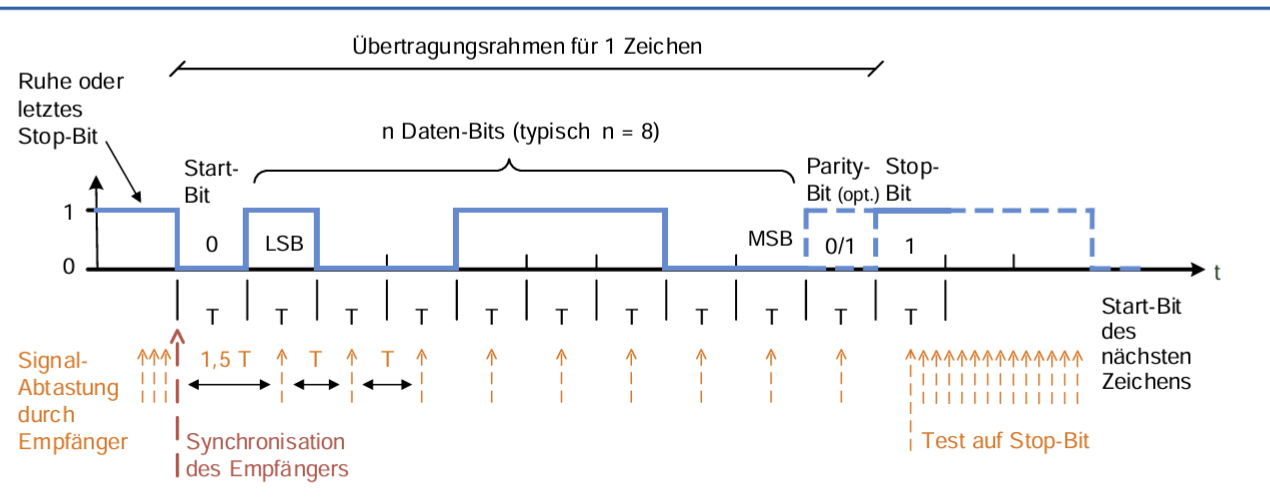 Übertragungsrahmen für 1 Zeichen
Ruhe oder
letztes
Stop-Bit
n Daten-Bits (typisch n = 8)
Start-
Bit
Parity-
Bit (opt.)
Stop-
Bit
1
0
0
LSB
MSB
0/1
1
t
T
T
T
T
T
T
T
T
T
T
T
Start-Bit
des
nächsten
Zeichens
Signal-
Abtastung
durch
Empfänger
1,5 T
T
T
Synchronisation
des Empfängers
Test auf Stop-Bit